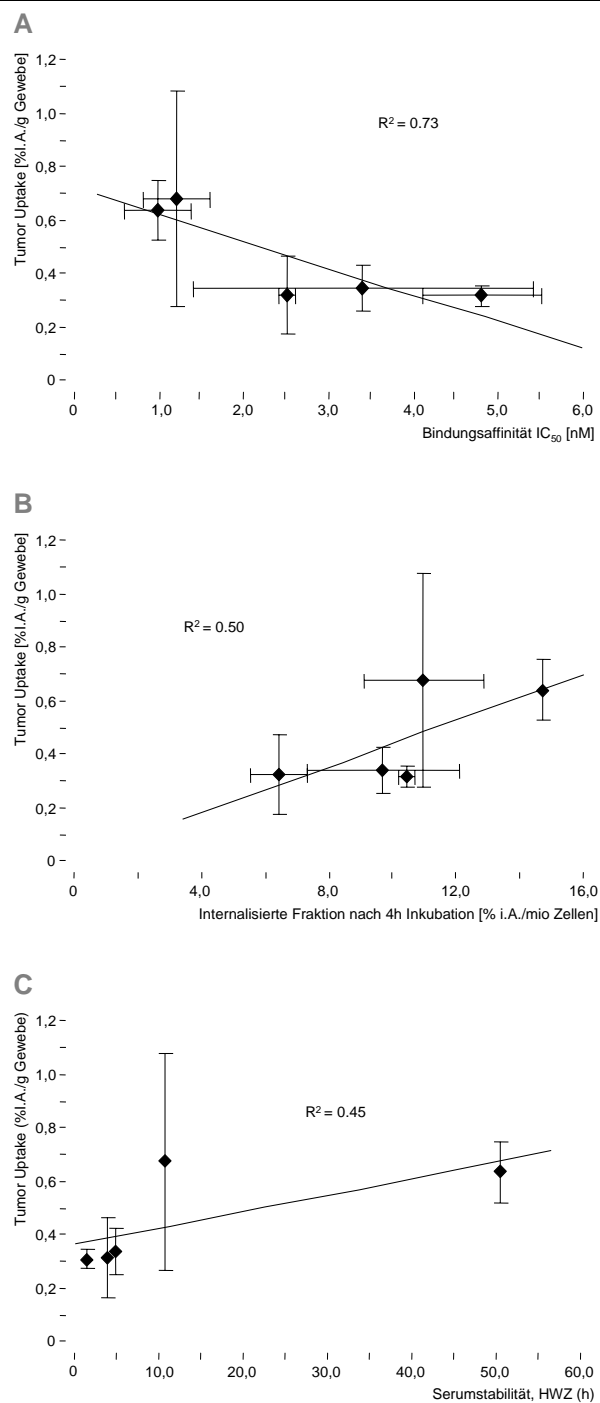 A
Tumor Uptake [%I.A./g Gewebe]
1,2
1,0
0,8
0,6
0,4
0,2
0
R² = 0.73
0 1,0 2,0 3,0 4,0 5,0 6,0
Bindungsaffinität IC₅₀ [nM]
B
Tumor Uptake [%I.A./g Gewebe]
1,2
1,0
0,8
0,6
0,4
0,2
0
R² = 0.50
0 4,0 8,0 12,0 16,0
Internalisierte Fraktion nach 4h Inkubation [% i.A./mio Zellen]
C
Tumor Uptake (%I.A./g Gewebe)
1,2
1,0
0,8
0,6
0,4
0,2
0
R² = 0.45
0 10,0 20,0 30,0 40,0 50,0 60,0
Serumstabilität, HWZ (h)